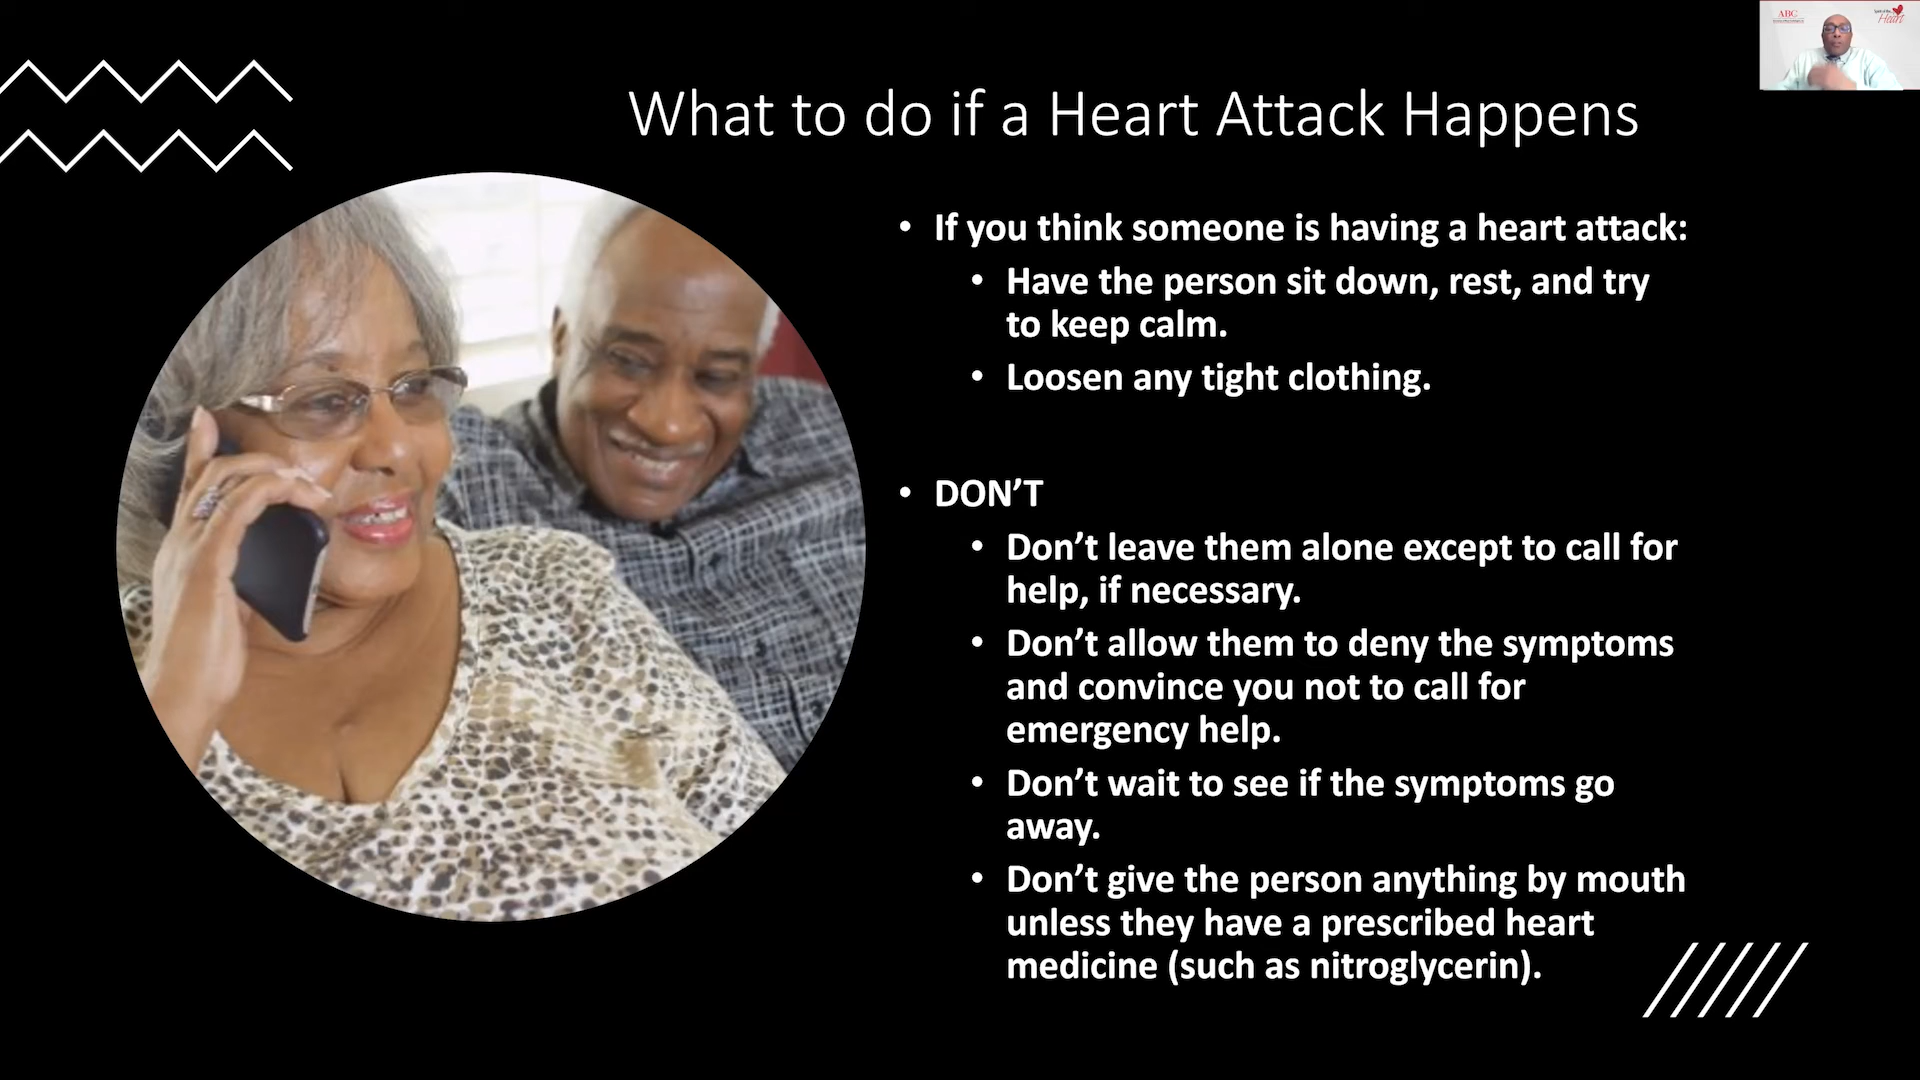 ABC
Heart
What to do if a Heart Attack Happens
• If you think someone is having a heart attack:
• Have the person sit down, rest, and try
to keep calm.
• Loosen any tight clothing.
• DON’T
• Don’t leave them alone except to call for
help, if necessary.
• Don’t allow them to deny the symptoms
and convince you not to call for
emergency help.
• Don’t wait to see if the symptoms go
away.
• Don’t give the person anything by mouth
unless they have a prescribed heart
medicine (such as nitroglycerin).